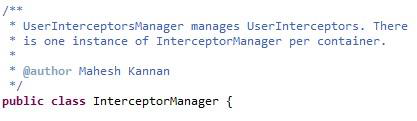 /**
 * UserInterceptorsManager manages UserInterceptors. There
 * is one instance of InterceptorManager per container.
 *
 * @author Mahesh Kannan
 */
public class InterceptorManager {